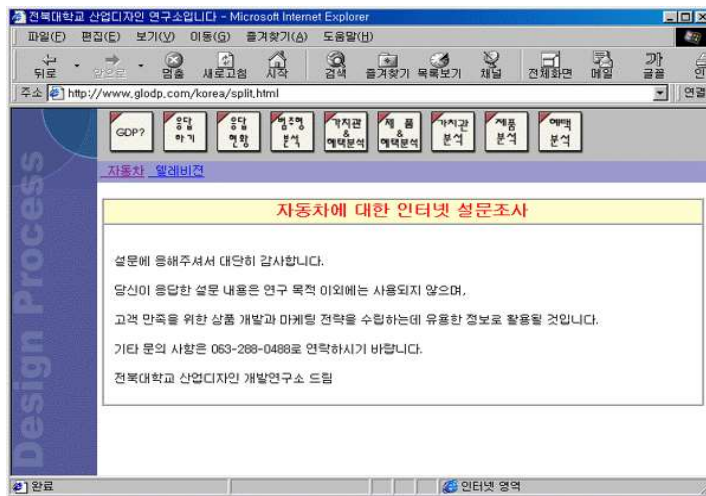 전북대학교 산업디자인 연구소입니다 - Microsoft Internet Explorer
파일(F) 편집(E) 보기(V) 이동(G) 즐겨찾기(A) 도움말(H)
뒤로 앞으로 멈춤 새로고침 시작 검색 즐겨찾기 목록보기 채널 전체화면 메일 글꼴 인
주소 http://www.glodp.com/korea/split.html 연결
GDP? 응답하기 응답현황 범주형분석 가치관&혜택분석 제품&혜택분석 가치관분석 제품분석 혜택분석
자동차 텔레비젼
Design Process
자동차에 대한 인터넷 설문조사
설문에 응해주셔서 대단히 감사합니다.
당신이 응답한 설문 내용은 연구 목적 이외에는 사용되지 않으며,
고객 만족을 위한 상품 개발과 마케팅 전략을 수립하는데 유용한 정보로 활용될 것입니다.
기타 문의 사항은 063-288-0488로 연락하시기 바랍니다.
전북대학교 산업디자인 개발연구소 드림
완료 인터넷 영역